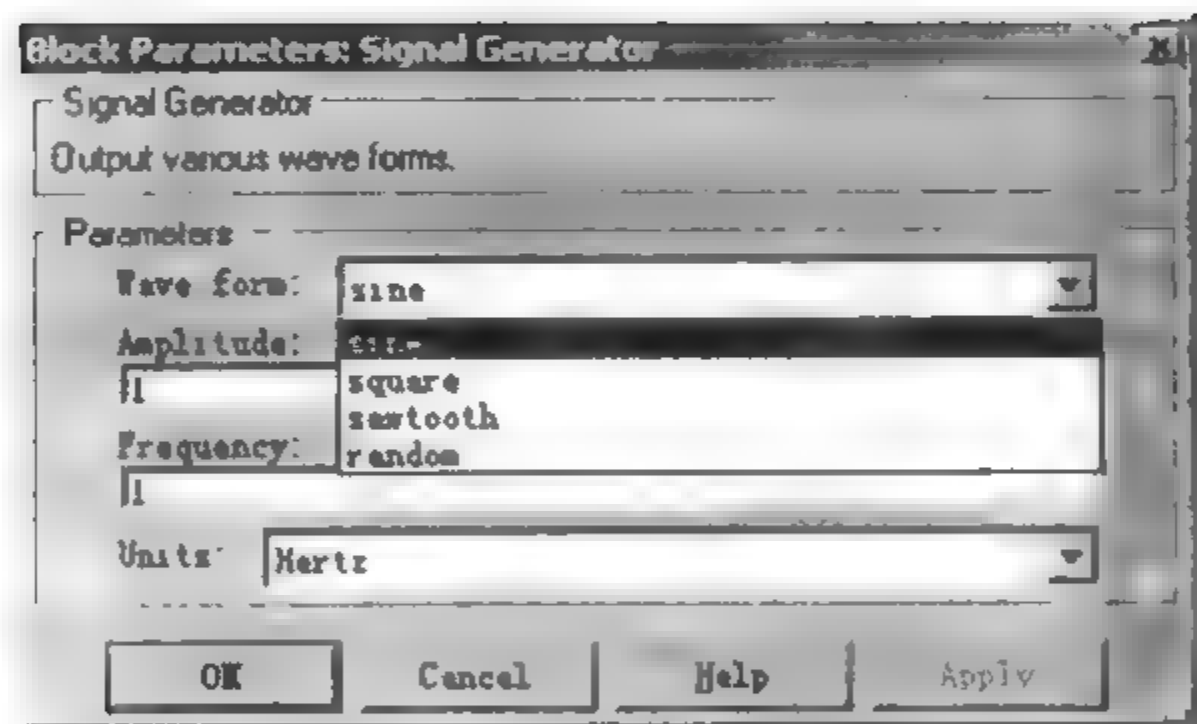 Block Parameters: Signal Generator
Signal Generator
Output various wave forms.
Parameters
Wave form: sine
Amplitude: sine
1
square
sawtooth
Frequency:
random
1
Units: Hertz
OK Cancel Help Apply